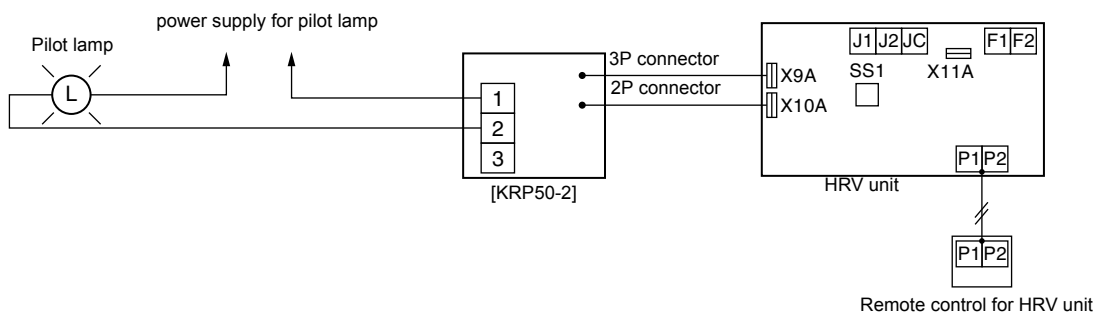 power supply for pilot lamp
Pilot lamp
L
1
2
3
[KRP50-2]
3P connector
2P connector
J1 J2 JC
F1 F2
X9A
SS1
X11A
X10A
P1 P2
HRV unit
P1 P2
Remote control for HRV unit